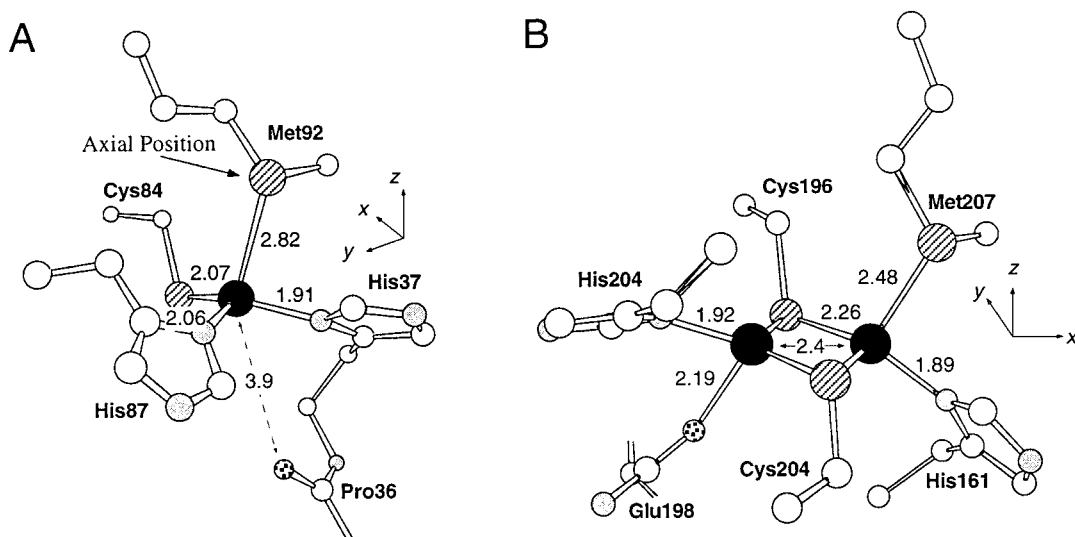 A
Met92
Axial Position
Cys84
z
x
y
2.82
2.07
His37
1.91
2.06
3.9
His87
Pro36
B
Cys196
Met207
His204
2.48
z
y
x
1.92
2.26
2.4
2.19
1.89
Cys204
His161
Glu198